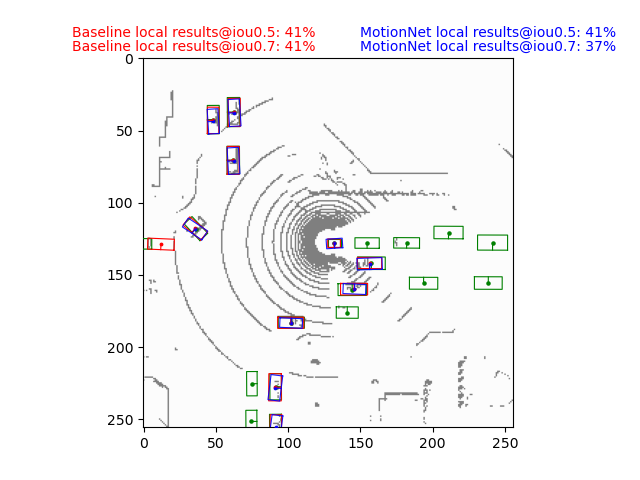 Baseline local results@iou0.5: 41% MotionNet local results@iou0.5: 41%
Baseline local results@iou0.7: 41% MotionNet local results@iou0.7: 37%
0
50
100
150
200
250
0 50 100 150 200 250